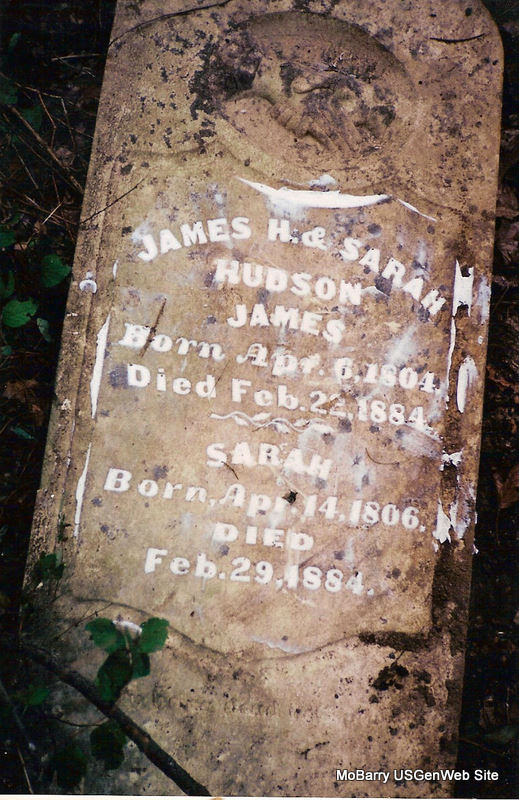 JAMES H. & SARAH
HUDSON
JAMES
Born Apr. 6, 1804.
Died Feb. 22, 1884.
SARAH
Born, Apr. 14, 1806.
DIED
Feb. 29, 1884.
MoBarry USGenWeb Site